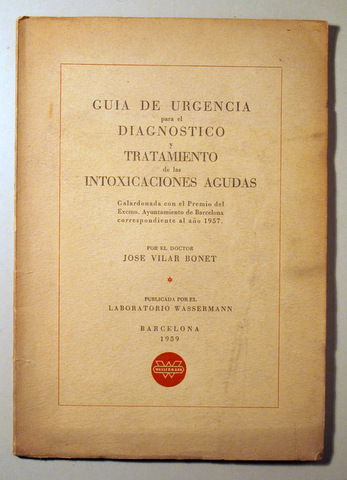 GUIA DE URGENCIA
para el
DIAGNOSTICO
y
TRATAMIENTO
de las
INTOXICACIONES AGUDAS
Galardonada con el Premio del
Excmo. Ayuntamiento de Barcelona
correspondiente al año 1957.
POR EL DOCTOR
JOSE VILAR BONET
PUBLICADA POR EL
LABORATORIO WASSERMANN
BARCELONA
1959
WASSERMANN